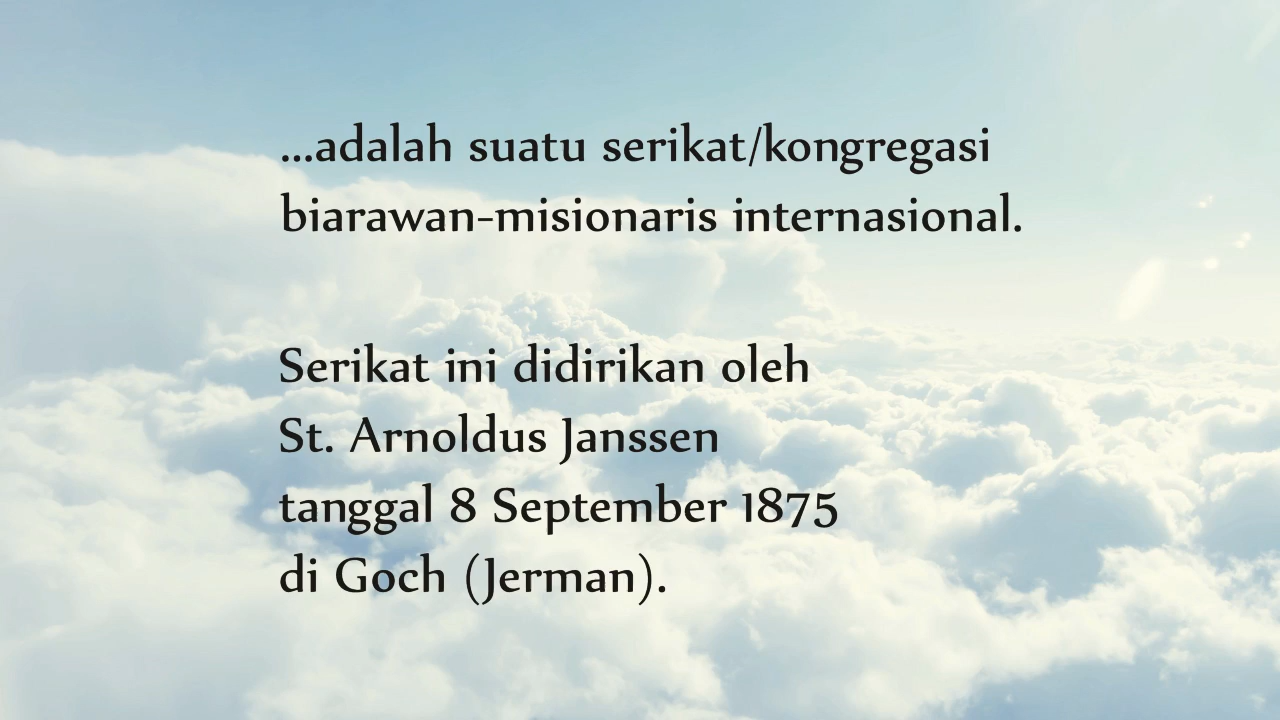 ...adalah suatu serikat/kongregasi
biarawan-misionaris internasional.
Serikat ini didirikan oleh
St. Arnoldus Janssen
tanggal 8 September 1875
di Goch (Jerman).